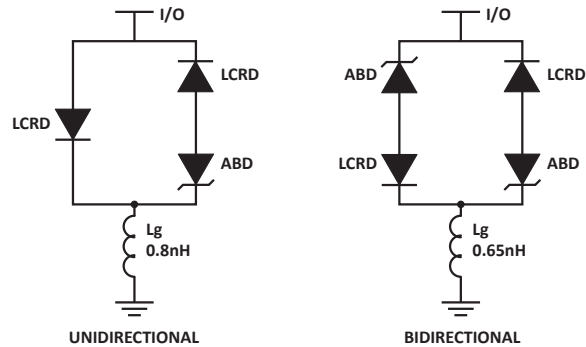 I/O
LCRD
LCRD
ABD
Lg
0.8nH
UNIDIRECTIONAL
I/O
ABD
LCRD
LCRD
ABD
Lg
0.65nH
BIDIRECTIONAL